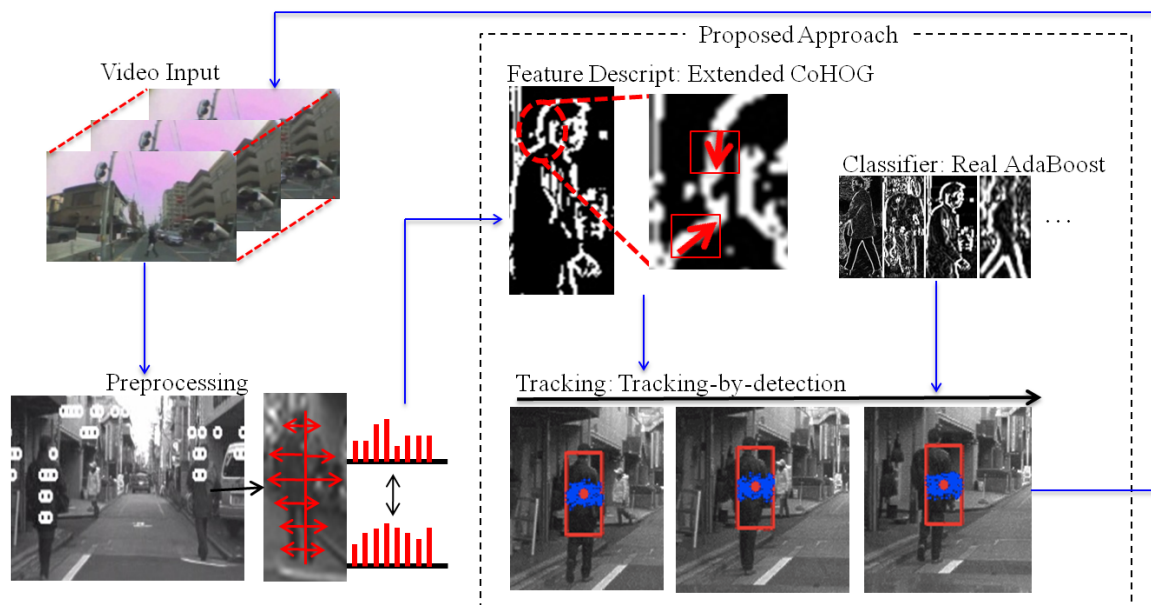 Proposed Approach
Video Input
Feature Descript: Extended CoHOG
Classifier: Real AdaBoost
...
Preprocessing
Tracking: Tracking-by-detection